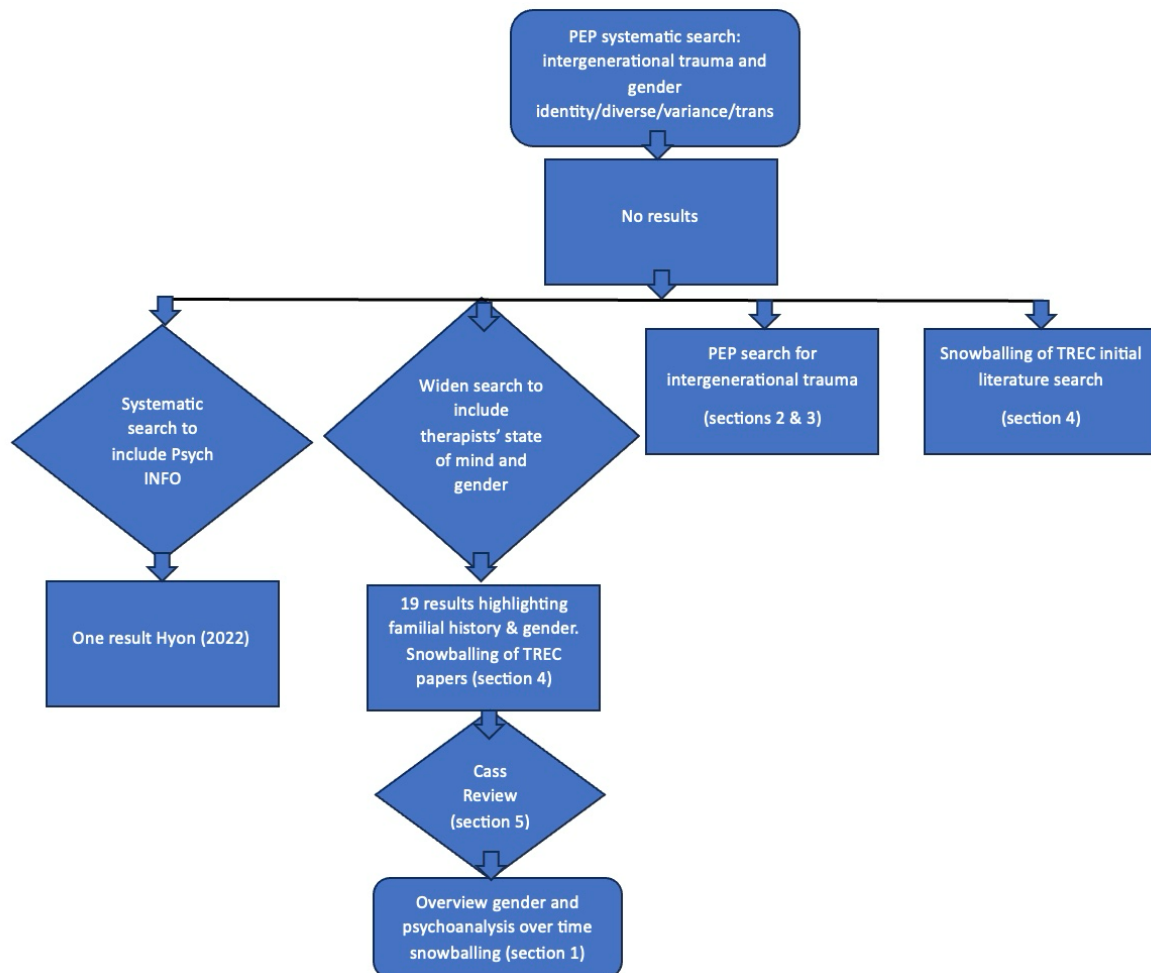 PEP systematic search:
intergenerational trauma and
gender
identity/diverse/variance/trans
No results
Systematic
search to
include Psych
INFO
Widen search to
include
therapists’ state
of mind and
gender
PEP search for
intergenerational trauma
(sections 2 & 3)
Snowballing of TREC initial
literature search
(section 4)
One result Hyon (2022)
19 results highlighting
familial history & gender.
Snowballing of TREC
papers (section 4)
Cass
Review
(section 5)
Overview gender and
psychoanalysis over time
snowballing (section 1)